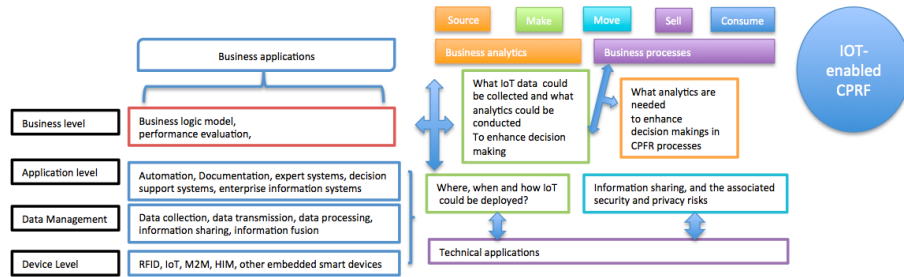 Source
Make
Move
Sell
Consume
Business analytics
Business processes
IOT-
enabled
CPRF
Business applications
What IoT data could
be collected and what
analytics could be
conducted
To enhance decision
making
What analytics are
needed
to enhance
decision makings in
CPFR processes
Business level
Business logic model,
performance evaluation,
Application level
Automation, Documentation, expert systems, decision
support systems, enterprise information systems
Where, when and how IoT
could be deployed?
Information sharing, and the associated
security and privacy risks
Data Management
Data collection, data transmission, data processing,
information sharing, information fusion
Device Level
RFID, IoT, M2M, HIM, other embedded smart devices
Technical applications